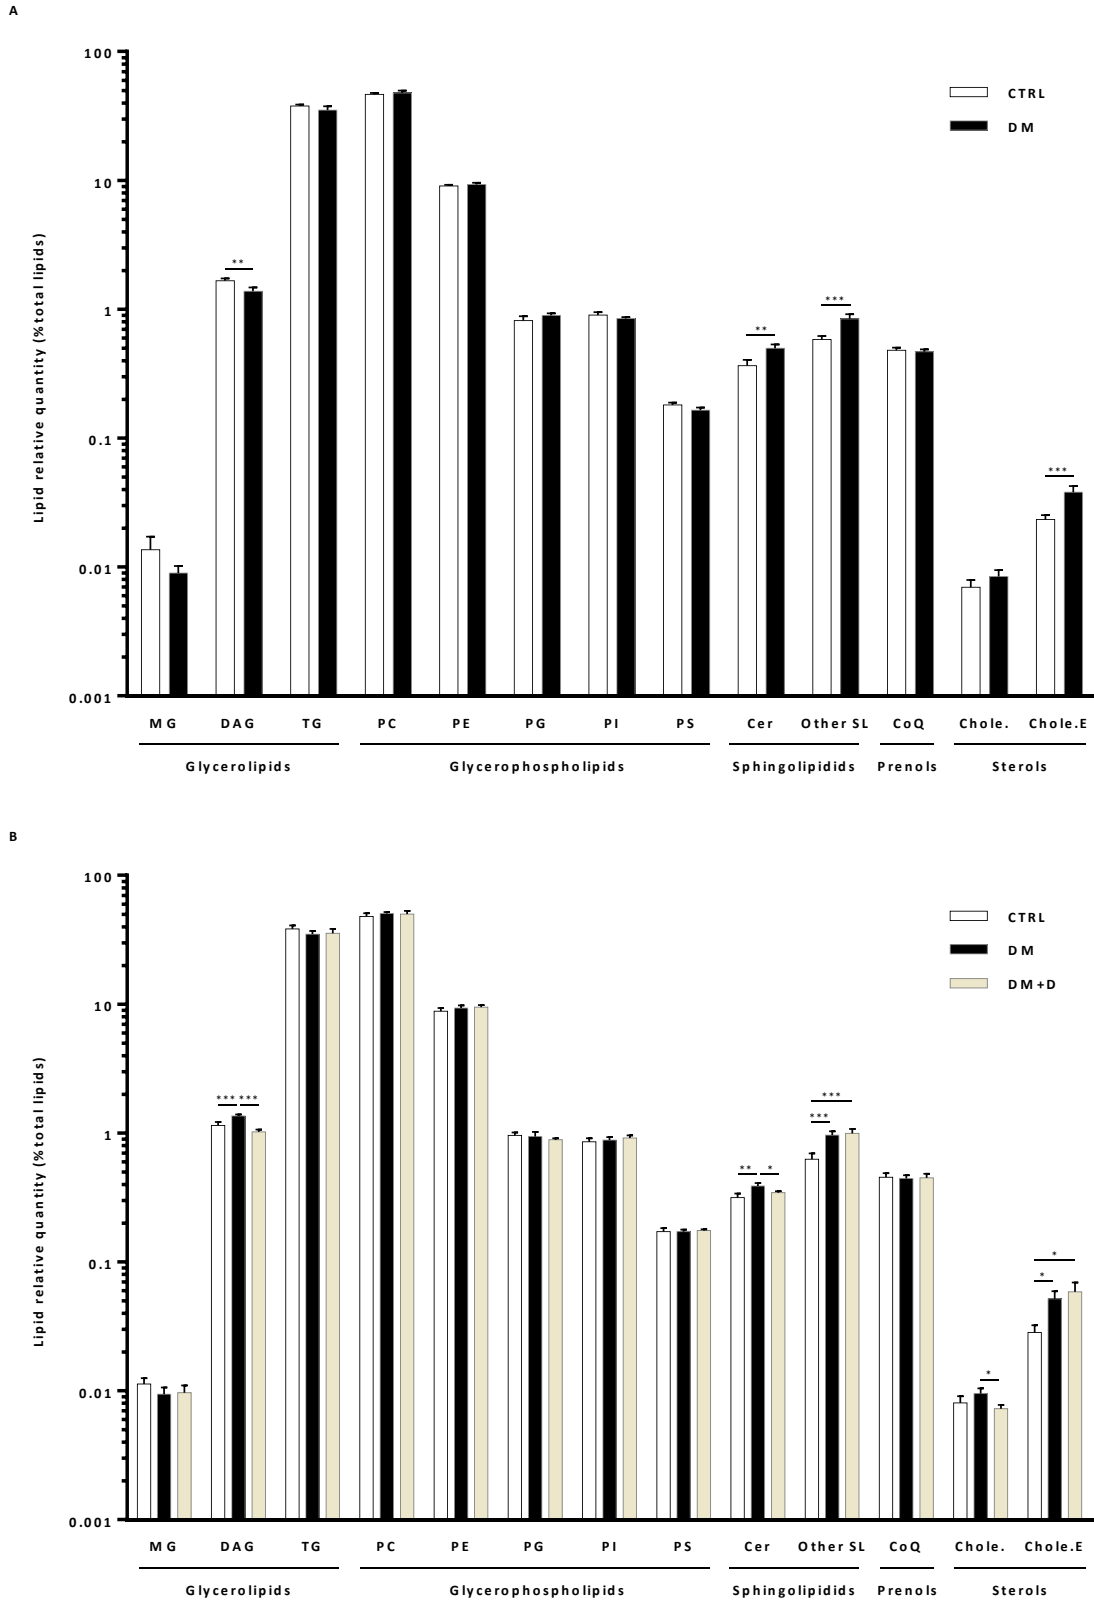 A
100
10
1
0.1
0.01
0.001
Lipid relative quantity (% total lipids)
CTRL
DM
**
**
***
***
MG DAG TG PC PE PG PI PS Cer Other SL CoQ Chole. Chole.E
Glycerolipids Glycerophospholipids Sphingolipidids Prenols Sterols
B
100
10
1
0.1
0.01
0.001
Lipid relative quantity (% total lipids)
CTRL
DM
DM+D
*** ***
** *
***
***
*
*
*
MG DAG TG PC PE PG PI PS Cer Other SL CoQ Chole. Chole.E
Glycerolipids Glycerophospholipids Sphingolipidids Prenols Sterols